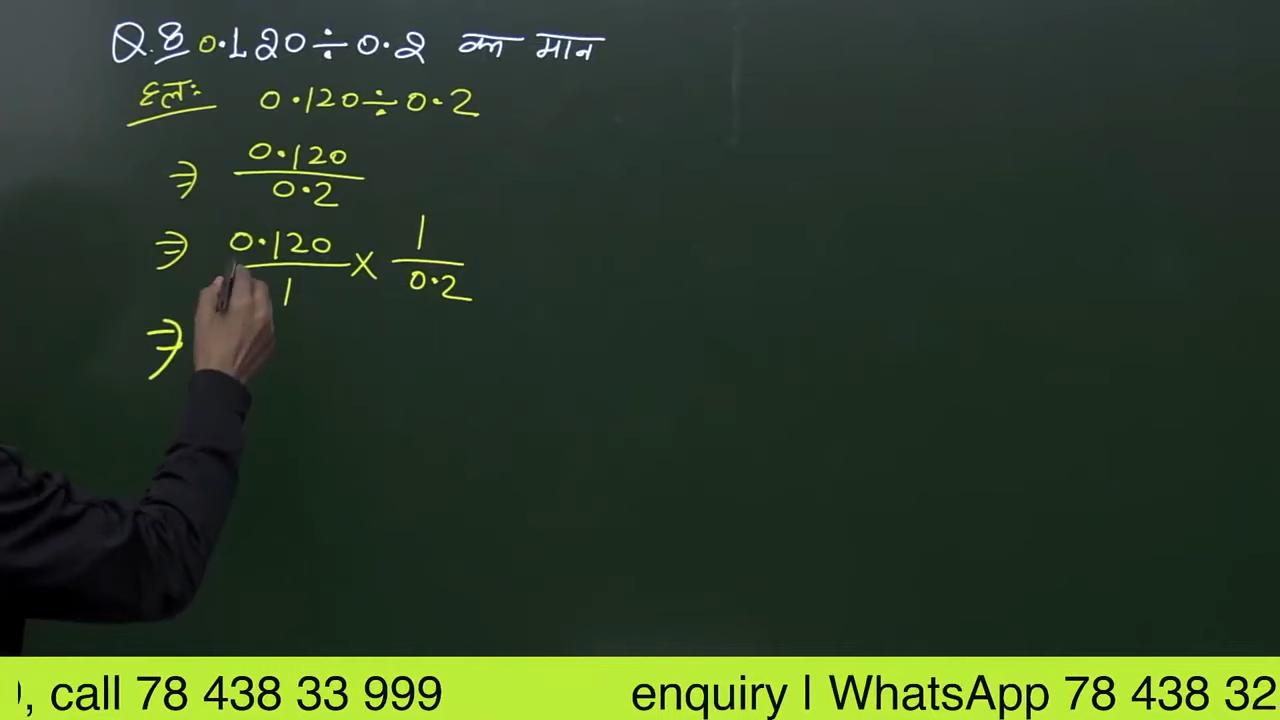 Q.8 0.120÷0.2 का मान
हलः 0.120÷0.2
⇒ 0.120
0.2
⇒ 0.120 × 1
1 0.2
⇒
, call 78 438 33 999 enquiry | WhatsApp 78 438 32